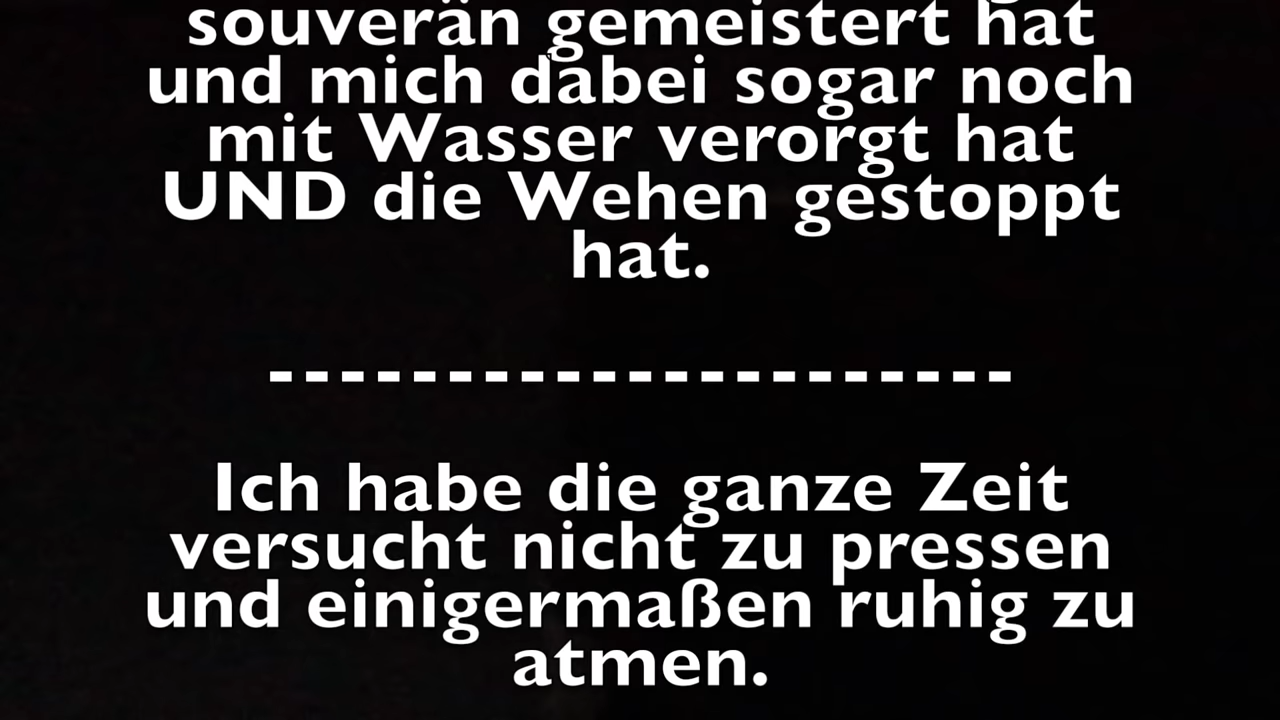 souverän gemeistert hat
und mich dabei sogar noch
mit Wasser verorgt hat
UND die Wehen gestoppt
hat.
-----------------------
Ich habe die ganze Zeit
versucht nicht zu pressen
und einigermaßen ruhig zu
atmen.